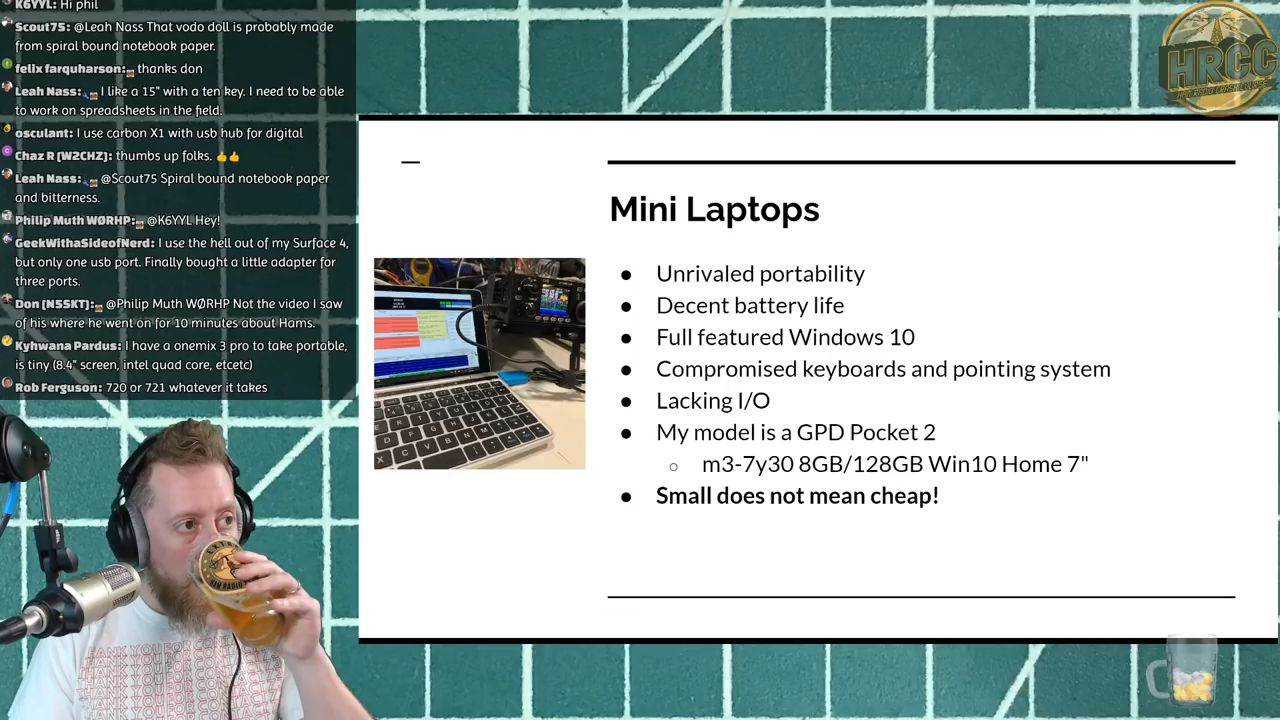 K6YYL: Hi phil
Scout75: @Leah Nass That vodo doll is probably made
from spiral bound notebook paper.
felix farquharson: thanks don
Leah Nass: I like a 15" with a ten key. I need to be able
to work on spreadsheets in the field.
osculant: I use carbon X1 with usb hub for digital
Chaz R [W2CHZ]: thumbs up folks. 👍👍
Leah Nass: @Scout75 Spiral bound notebook paper
and bitterness.
Philip Muth WØRHP: @K6YYL Hey!
GeekWithaSideofNerd: I use the hell out of my Surface 4,
but only one usb port. Finally bought a little adapter for
three ports.
Don [N5SKT]: @Philip Muth WØRHP Not the video I saw
of his where he went on for 10 minutes about Hams.
Kyhwana Pardus: I have a onemix 3 pro to take portable,
is tiny (8.4" screen, intel quad core, etcetc)
Rob Ferguson: 720 or 721 whatever it takes
HRCC
HAM RADIO CRASH COURSE
Mini Laptops
● Unrivaled portability
● Decent battery life
● Full featured Windows 10
● Compromised keyboards and pointing system
● Lacking I/O
● My model is a GPD Pocket 2
○ m3-7y30 8GB/128GB Win10 Home 7"
● Small does not mean cheap!